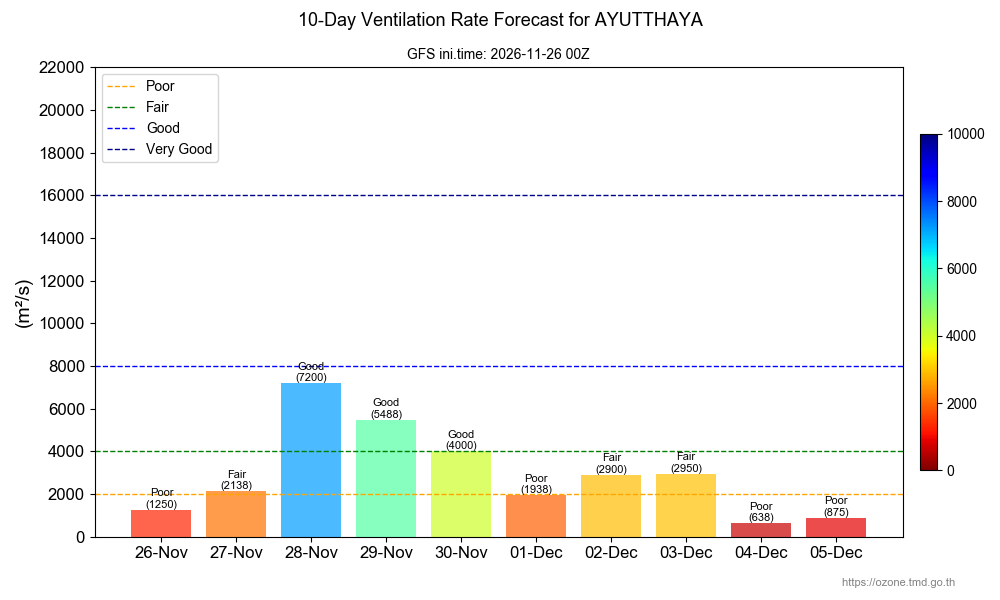 10-Day Ventilation Rate Forecast for AYUTTHAYA
GFS ini.time: 2026-11-26 00Z
22000
20000
18000
16000
14000
12000
10000
8000
6000
4000
2000
0
(m²/s)
Poor
Fair
Good
Very Good
Poor
(1250)
Fair
(2138)
Good
(7200)
Good
(5488)
Good
(4000)
Poor
(1938)
Fair
(2900)
Fair
(2950)
Poor
(638)
Poor
(875)
26-Nov
27-Nov
28-Nov
29-Nov
30-Nov
01-Dec
02-Dec
03-Dec
04-Dec
05-Dec
10000
8000
6000
4000
2000
0
https://ozone.tmd.go.th